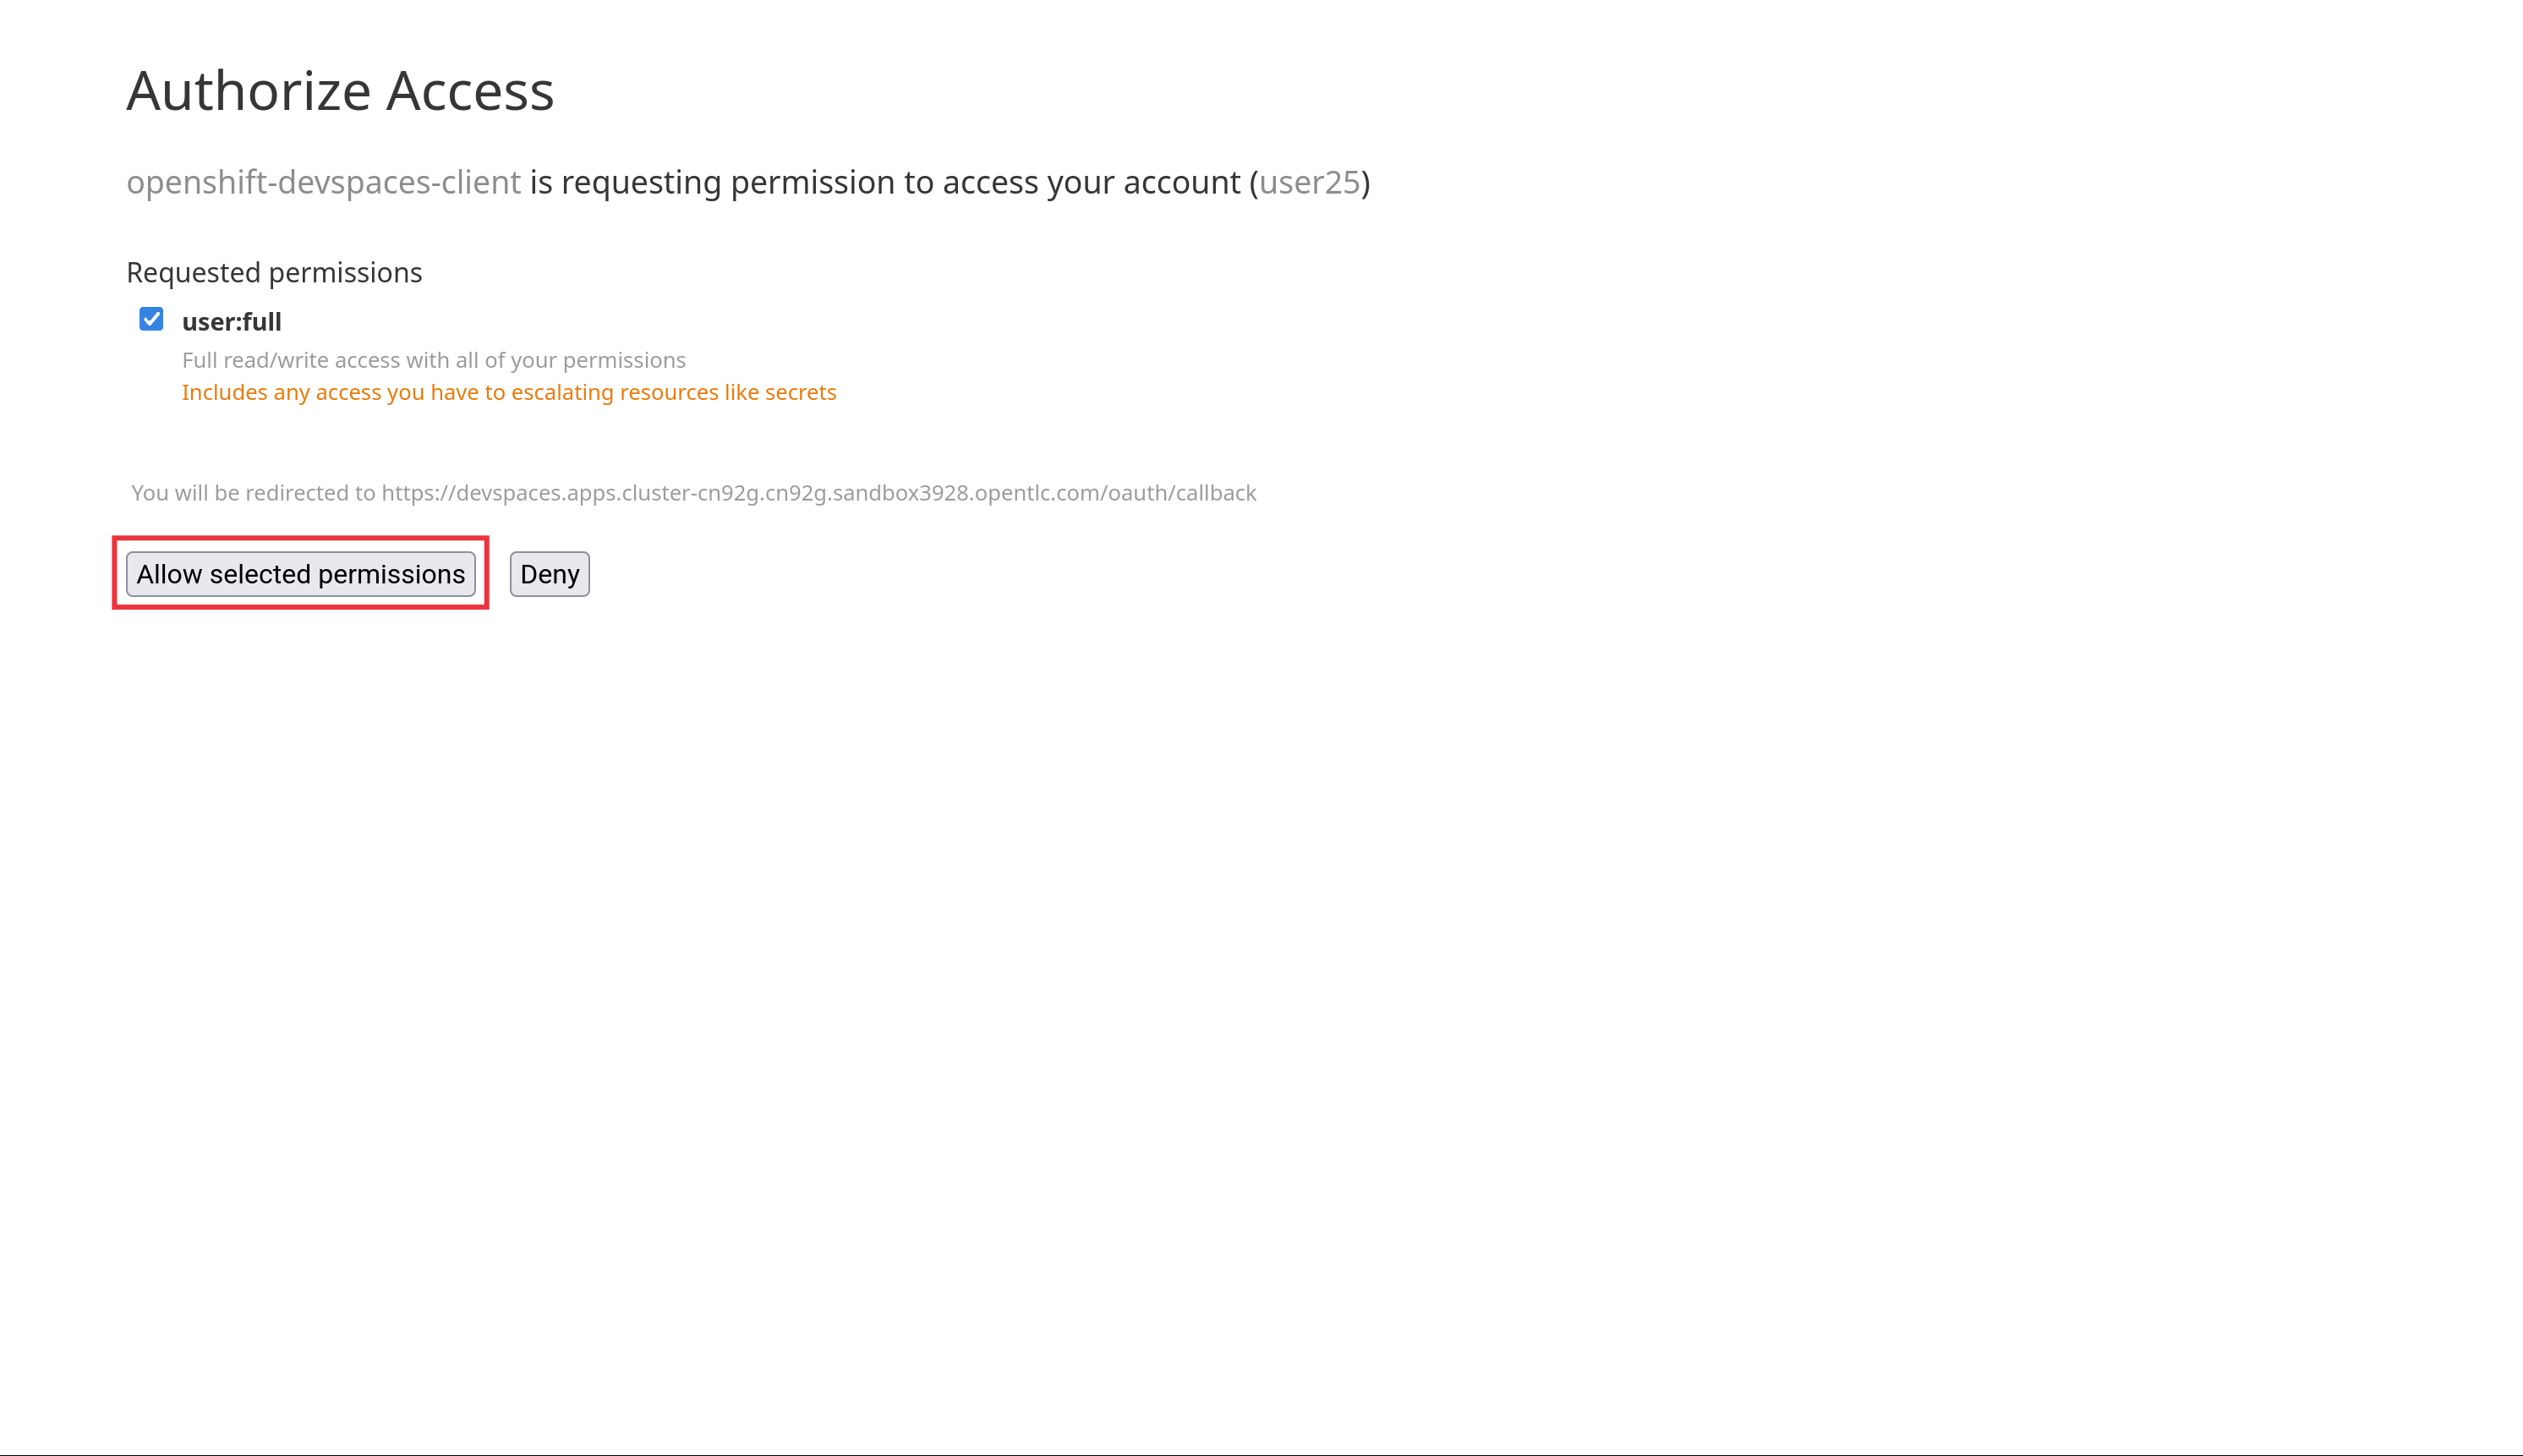 Authorize Access
openshift-devspaces-client is requesting permission to access your account (user25)
Requested permissions
user:full
Full read/write access with all of your permissions
Includes any access you have to escalating resources like secrets
You will be redirected to https://devspaces.apps.cluster-cn92g.cn92g.sandbox3928.opentlc.com/oauth/callback
Allow selected permissions Deny